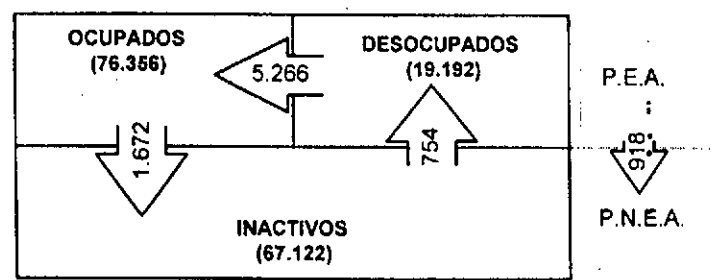 OCUPADOS
(76.356)
DESOCUPADOS
(19.192)
5.266
P.E.A.
1.672
754
918
P.N.E.A.
INACTIVOS
(67.122)